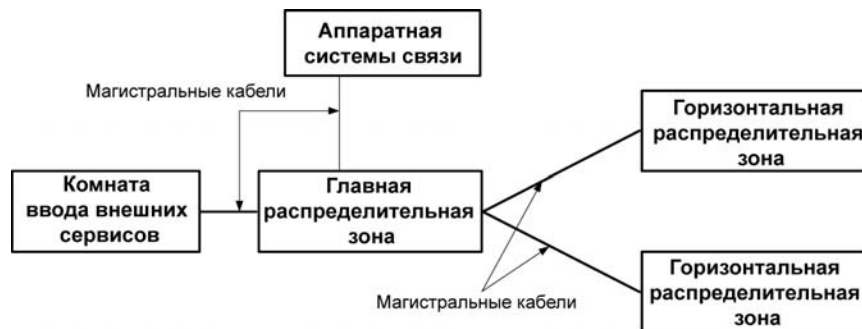 Аппаратная
системы связи
Магистральные кабели
Горизонтальная
распределительная
зона
Комната
ввода внешних
сервисов
Главная
распределительная
зона
Горизонтальная
распределительная
зона
Магистральные кабели